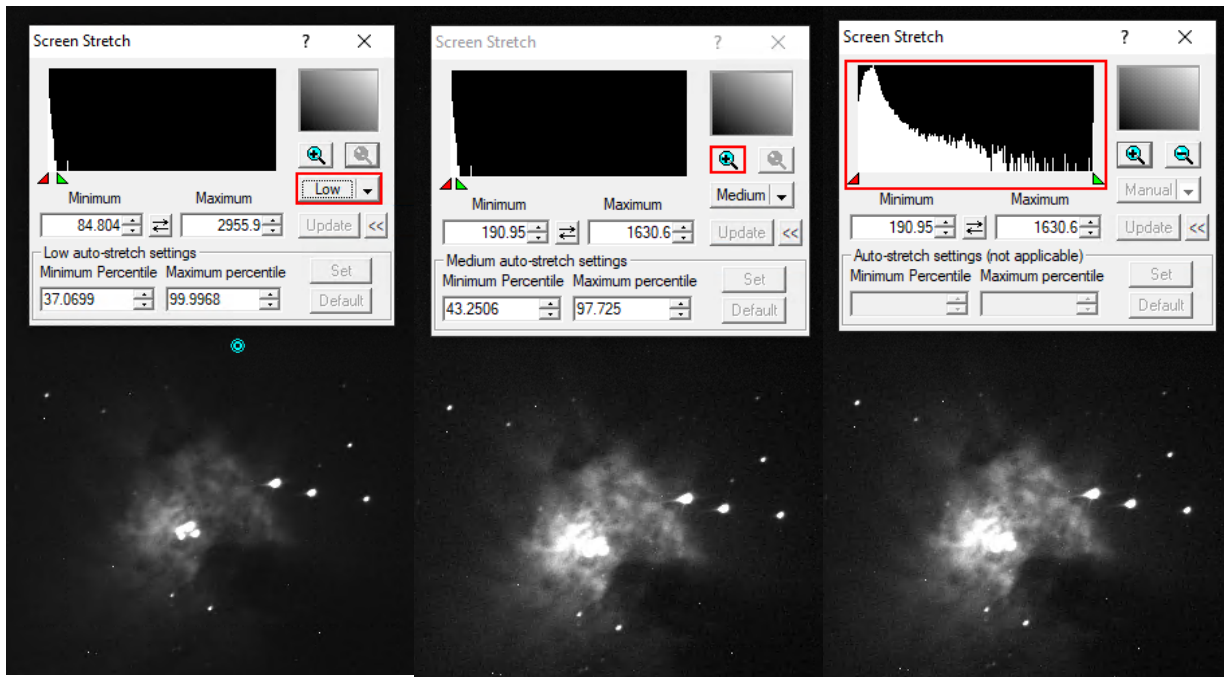 Screen Stretch ? ×
Low
Minimum Maximum
84.804 2955.9 Update <<
Low auto-stretch settings
Minimum Percentile Maximum percentile Set
37.0699 99.9968 Default
Screen Stretch ? ×
Medium
Minimum Maximum
190.95 1630.6 Update <<
Medium auto-stretch settings
Minimum Percentile Maximum percentile Set
43.2506 97.725 Default
Screen Stretch ? ×
Manual
Minimum Maximum
190.95 1630.6 Update <<
Auto-stretch settings (not applicable)
Minimum Percentile Maximum percentile Set
Default